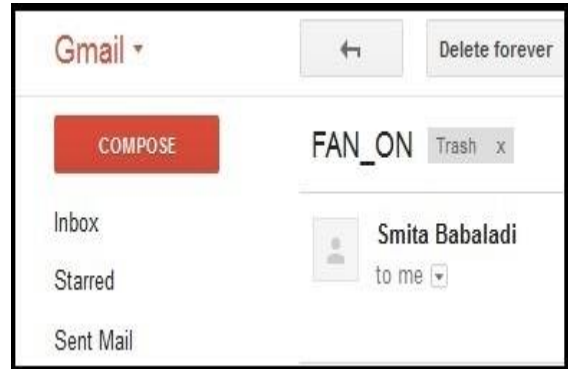 Gmail
Delete forever
COMPOSE
FAN_ON Trash x
Inbox
Smita Babaladi
Starred
to me
Sent Mail